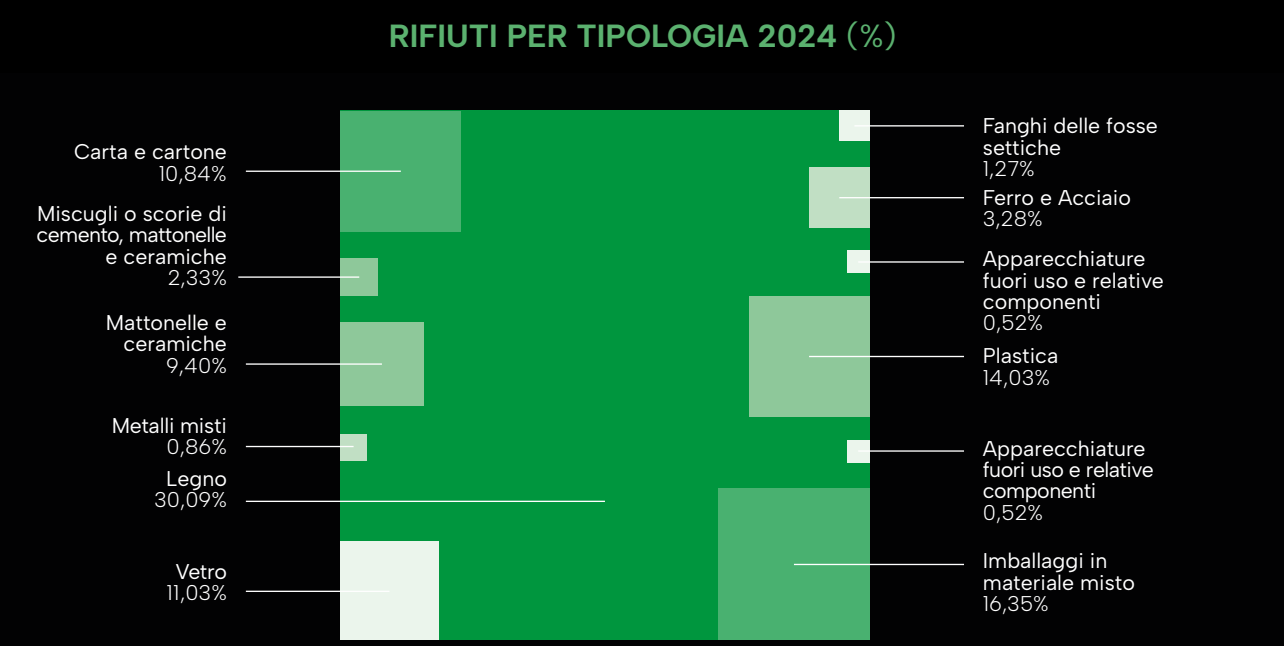 RIFIUTI PER TIPOLOGIA 2024 (%)
Carta e cartone
10,84%
Miscugli o scorie di
cemento, mattonelle
e ceramiche
2,33%
Mattonelle e
ceramiche
9,40%
Metalli misti
0,86%
Legno
30,09%
Vetro
11,03%
Fanghi delle fosse
settiche
1,27%
Ferro e Acciaio
3,28%
Apparecchiature
fuori uso e relative
componenti
0,52%
Plastica
14,03%
Apparecchiature
fuori uso e relative
componenti
0,52%
Imballaggi in
materiale misto
16,35%